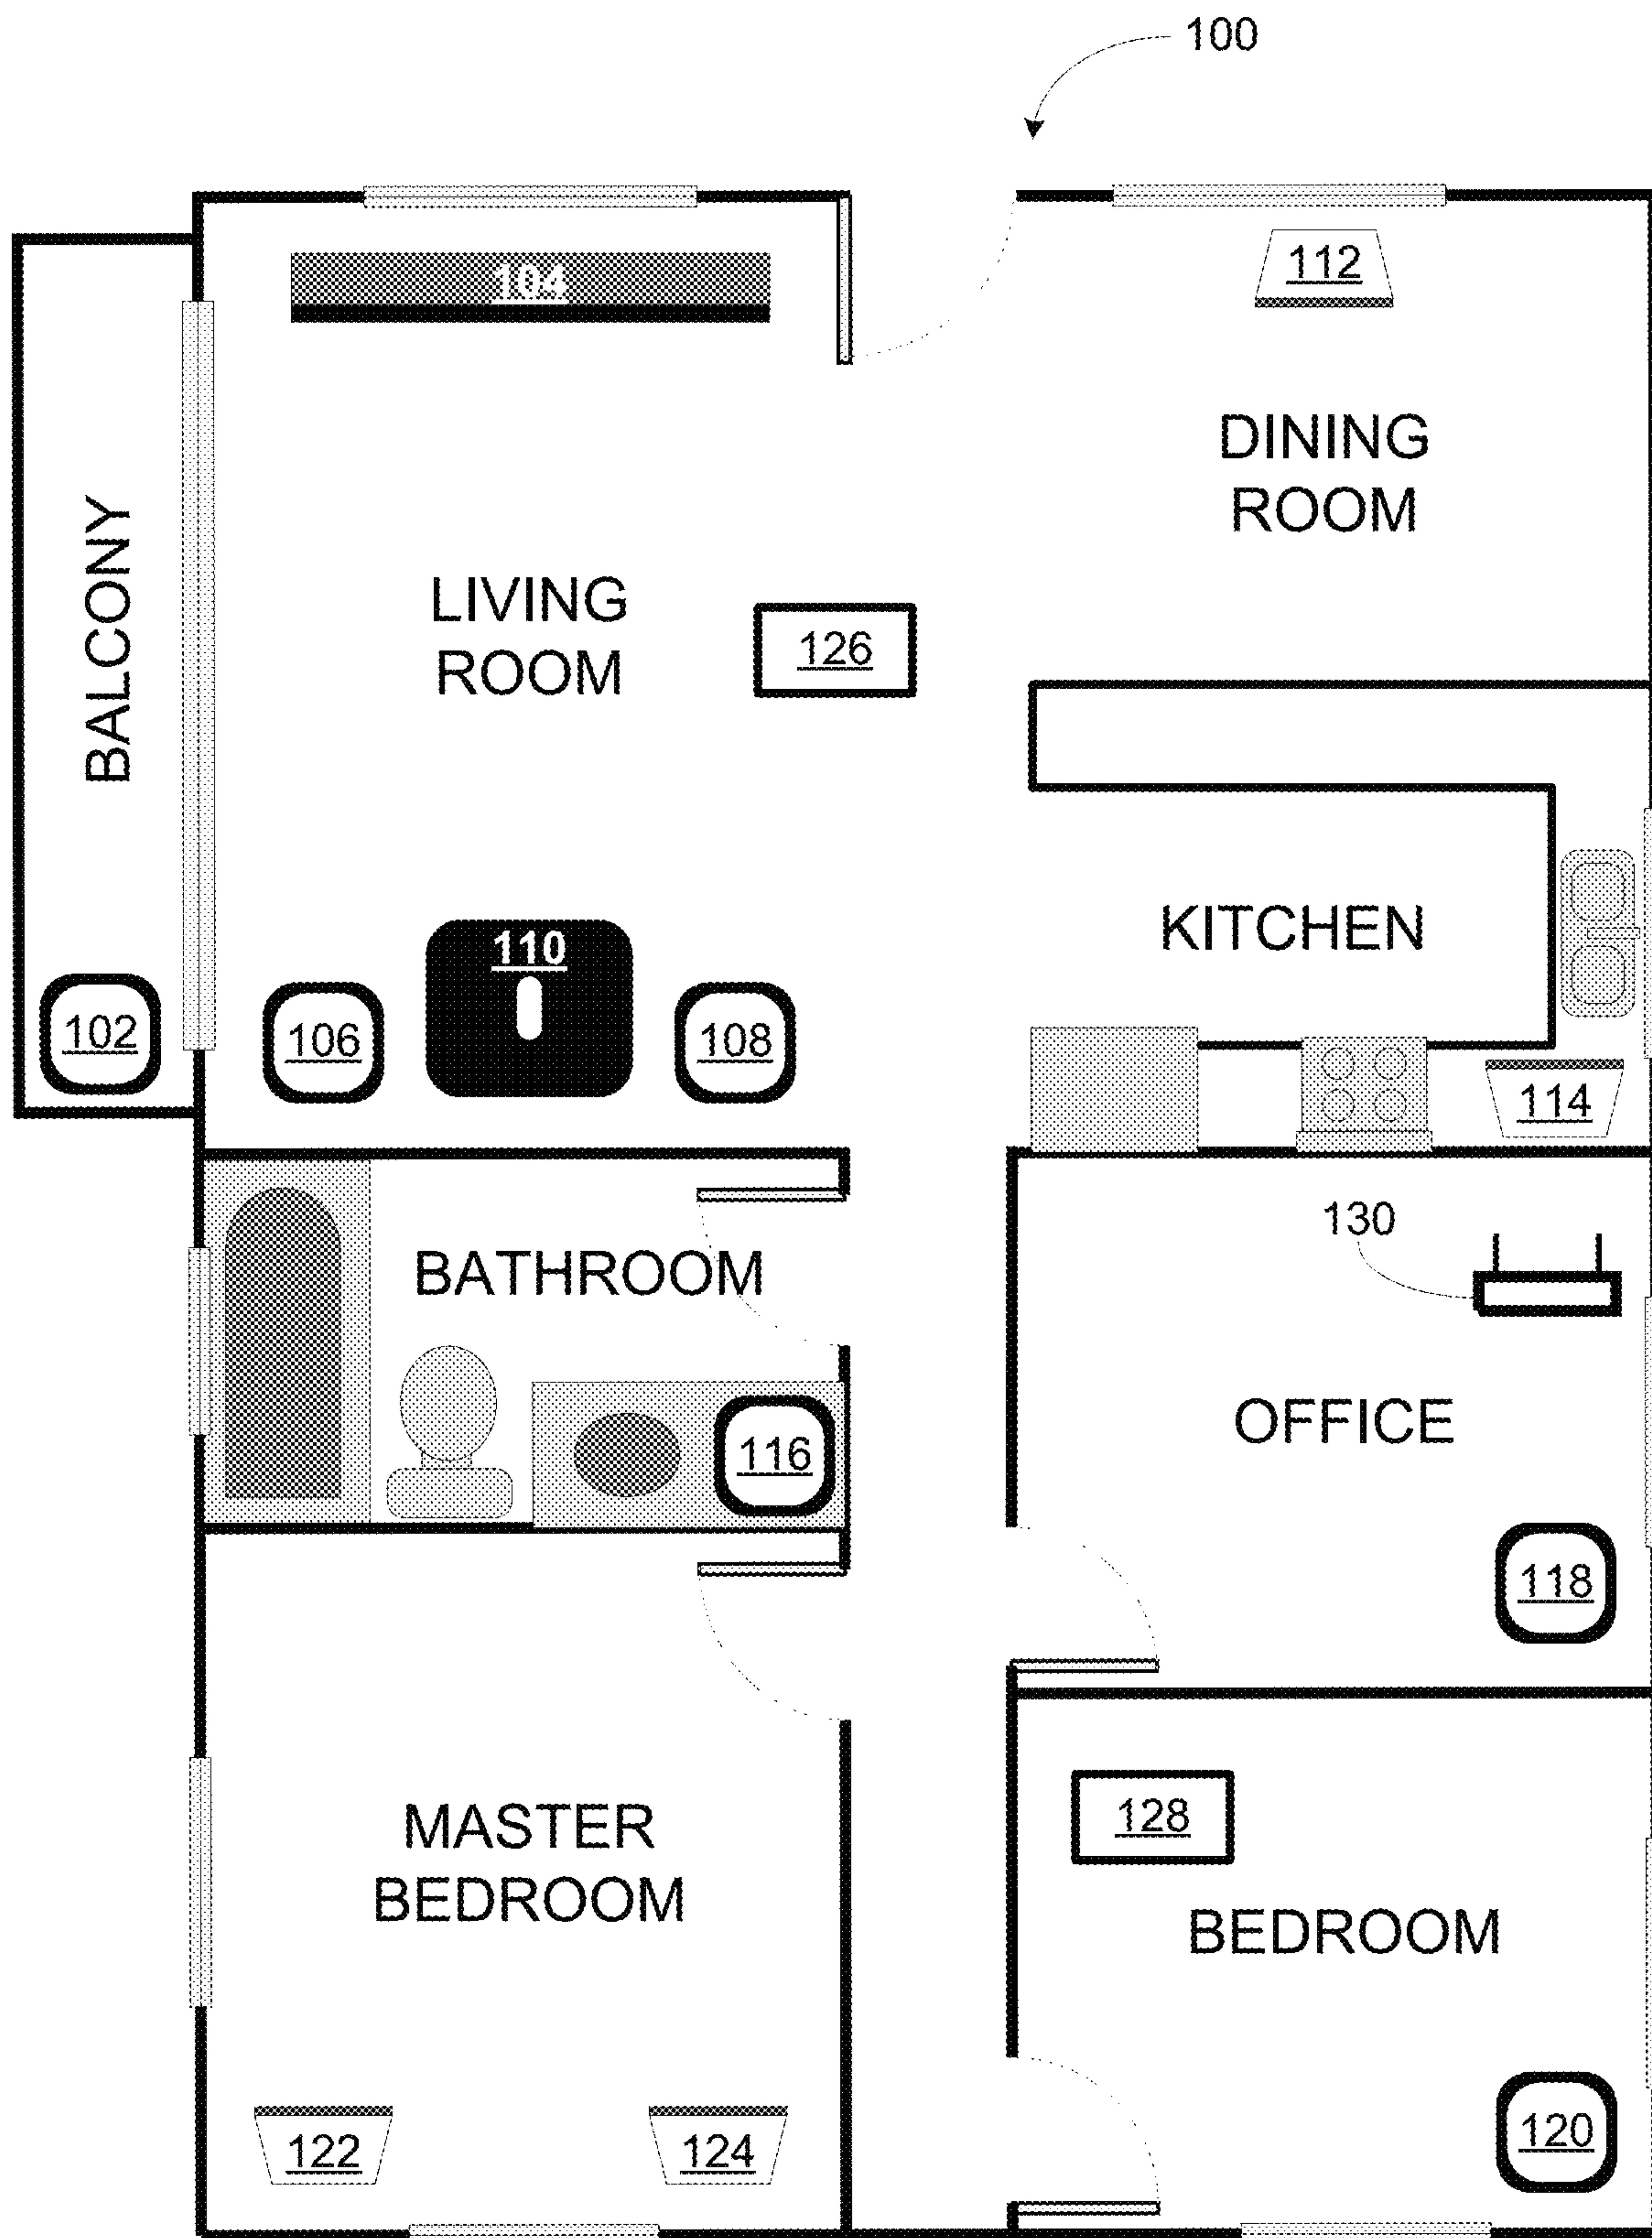 100
104
112
DINING
ROOM
BALCONY
LIVING
ROOM
126
KITCHEN
110
102
106
108
114
130
BATHROOM
OFFICE
116
118
128
MASTER
BEDROOM
BEDROOM
122
124
120